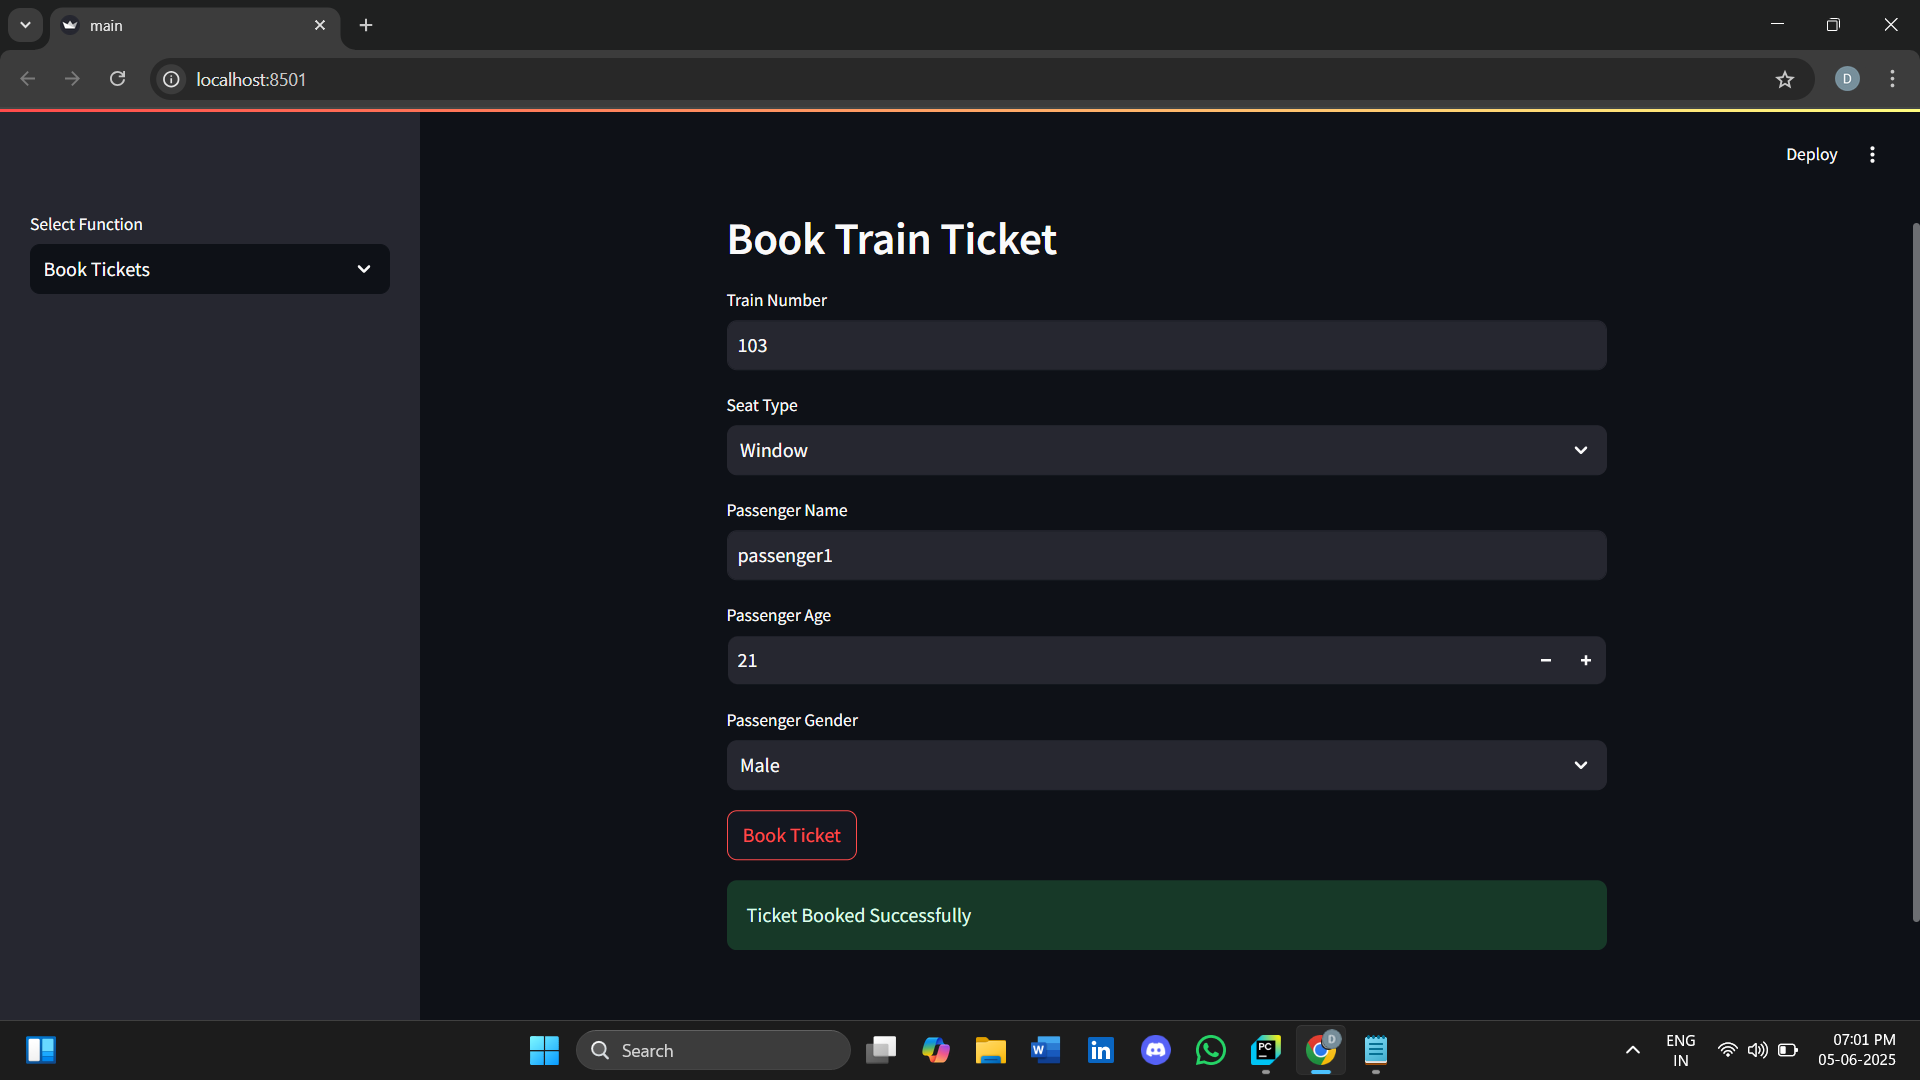 main
localhost:8501
D
Deploy
Select Function
Book Tickets
Book Train Ticket
Train Number
103
Seat Type
Window
Passenger Name
passenger1
Passenger Age
21
Passenger Gender
Male
Book Ticket
Ticket Booked Successfully
Search
W
in
PC
D
ENG
IN
07:01 PM
05-06-2025